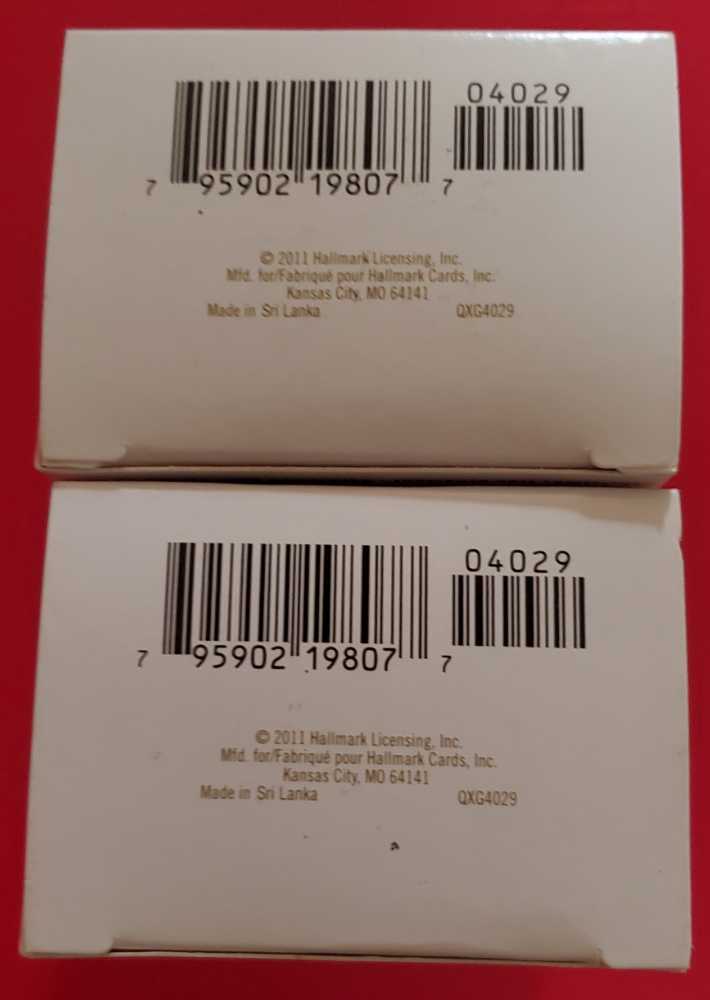 04029
7 95902 19807 7
© 2011 Hallmark Licensing, Inc.
Mfd. for/Fabriqué pour Hallmark Cards, Inc.
Kansas City, MO 64141
Made in Sri Lanka QXG4029
04029
7 95902 19807 7
© 2011 Hallmark Licensing, Inc.
Mfd. for/Fabriqué pour Hallmark Cards, Inc.
Kansas City, MO 64141
Made in Sri Lanka QXG4029